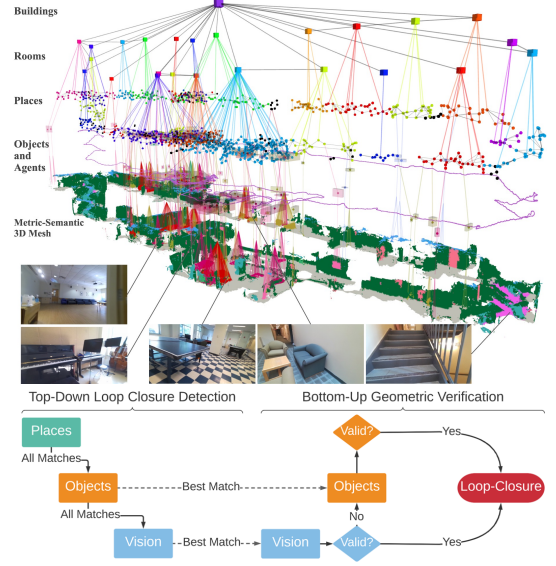 Buildings
Rooms
Places
Objects
and
Agents
Metric-Semantic
3D Mesh
Top-Down Loop Closure Detection
Bottom-Up Geometric Verification
Places
Valid?
Yes
All Matches
Objects
Best Match
Objects
Loop-Closure
All Matches
No
Vision
Best Match
Vision
Valid?
Yes